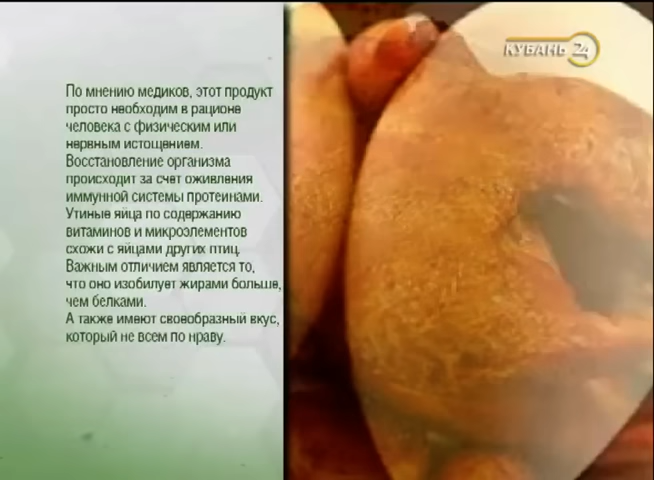 КУБАНЬ 24
По мнению медиков, этот продукт
просто необходим в рационе
человека с физическим или
нервным истощением.
Восстановление организма
происходит за счет оживления
иммунной системы протеинами.
Утиные яйца по содержанию
витаминов и микроэлементов
схожи с яйцами других птиц.
Важным отличием является то,
что оно изобилует жирами больше,
чем белками.
А также имеют своеобразный вкус,
который не всем по нраву.